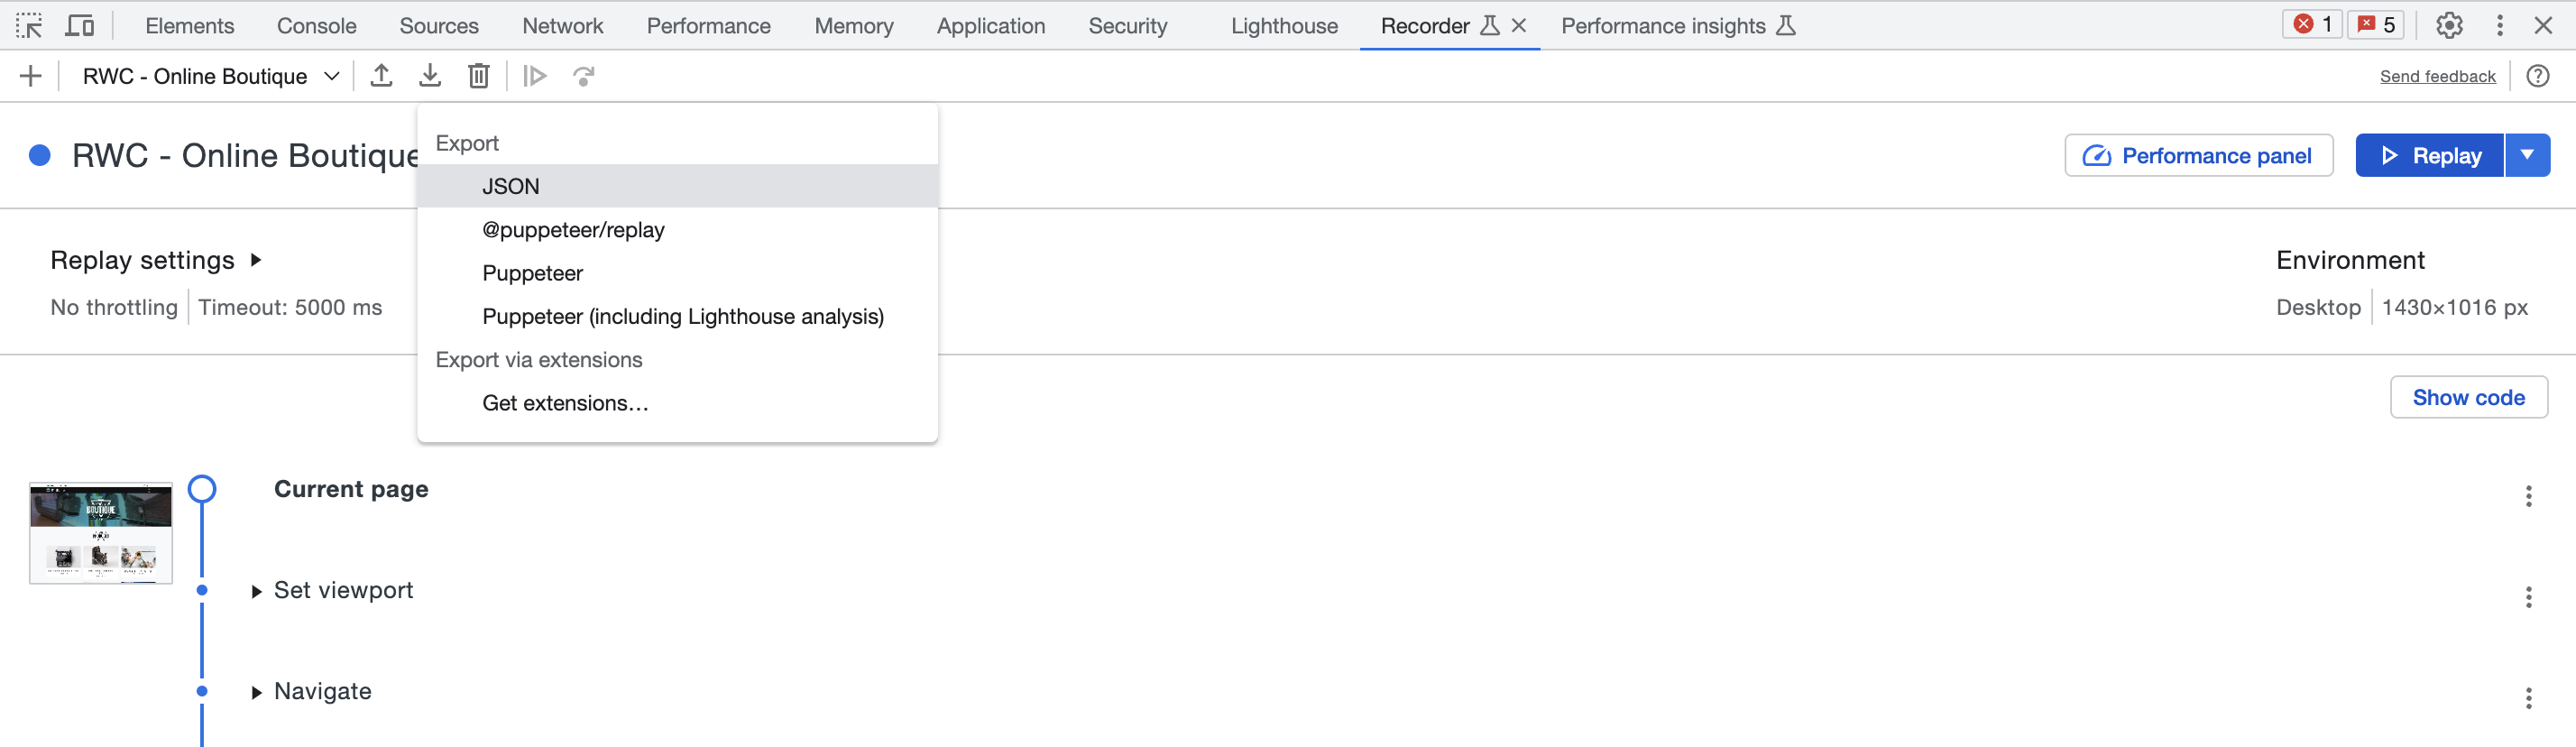 Elements Console Sources Network Performance Memory Application Security Lighthouse Recorder Performance insights 1 5
RWC - Online Boutique Send feedback
RWC - Online Boutique Performance panel Replay
Export
JSON
@puppeteer/replay
Puppeteer
Puppeteer (including Lighthouse analysis)
Export via extensions
Get extensions…
Replay settings Environment
No throttling Timeout: 5000 ms Desktop 1430×1016 px
Show code
Current page
BOUTIQUE
Set viewport
Navigate